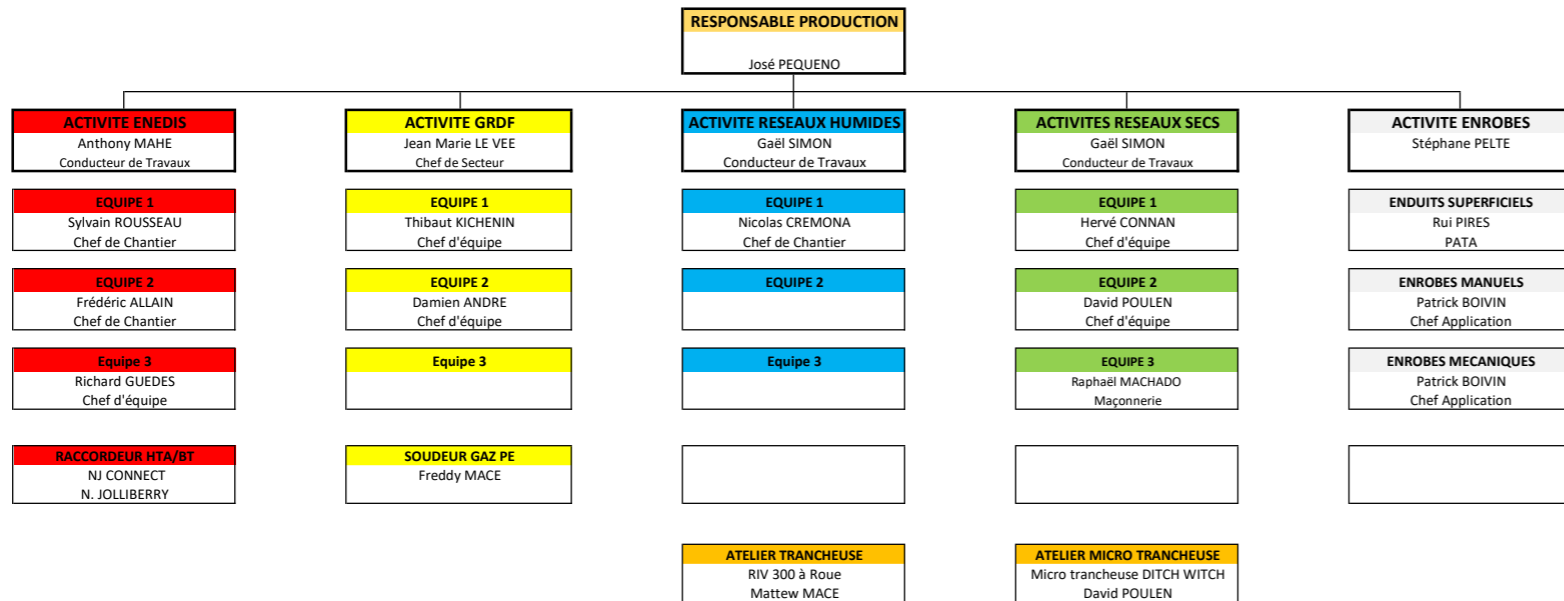 RESPONSABLE PRODUCTION
José PEQUENO
ACTIVITE ENEDIS
Anthony MAHE
Conducteur de Travaux
ACTIVITE GRDF
Jean Marie LE VEE
Chef de Secteur
ACTIVITE RESEAUX HUMIDES
Gaël SIMON
Conducteur de Travaux
ACTIVITES RESEAUX SECS
Gaël SIMON
Conducteur de Travaux
ACTIVITE ENROBES
Stéphane PELTE
EQUIPE 1
Sylvain ROUSSEAU
Chef de Chantier
EQUIPE 1
Thibaut KICHENIN
Chef d'équipe
EQUIPE 1
Nicolas CREMONA
Chef de Chantier
EQUIPE 1
Hervé CONNAN
Chef d'équipe
ENDUITS SUPERFICIELS
Rui PIRES
PATA
EQUIPE 2
Frédéric ALLAIN
Chef de Chantier
EQUIPE 2
Damien ANDRE
Chef d'équipe
EQUIPE 2
EQUIPE 2
David POULEN
Chef d'équipe
ENROBES MANUELS
Patrick BOIVIN
Chef Application
Equipe 3
Richard GUEDES
Chef d'équipe
Equipe 3
Equipe 3
EQUIPE 3
Raphaël MACHADO
Maçonnerie
ENROBES MECANIQUES
Patrick BOIVIN
Chef Application
RACCORDEUR HTA/BT
NJ CONNECT
N. JOLLIBERRY
SOUDEUR GAZ PE
Freddy MACE
ATELIER TRANCHEUSE
RIV 300 à Roue
Mattew MACE
ATELIER MICRO TRANCHEUSE
Micro trancheuse DITCH WITCH
David POULEN